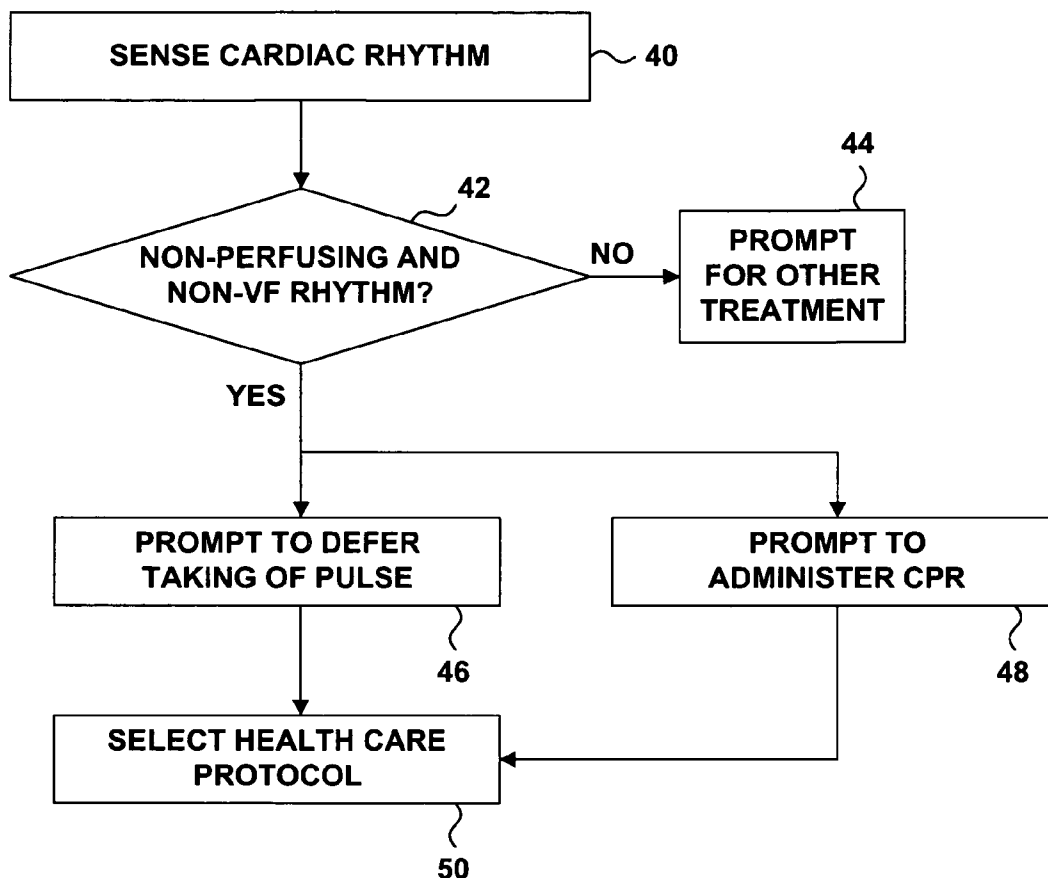 SENSE CARDIAC RHYTHM
40
42
44
NON-PERFUSING AND
NON-VF RHYTHM?
NO
PROMPT
FOR OTHER
TREATMENT
YES
PROMPT TO DEFER
TAKING OF PULSE
46
PROMPT TO
ADMINISTER CPR
48
SELECT HEALTH CARE
PROTOCOL
50